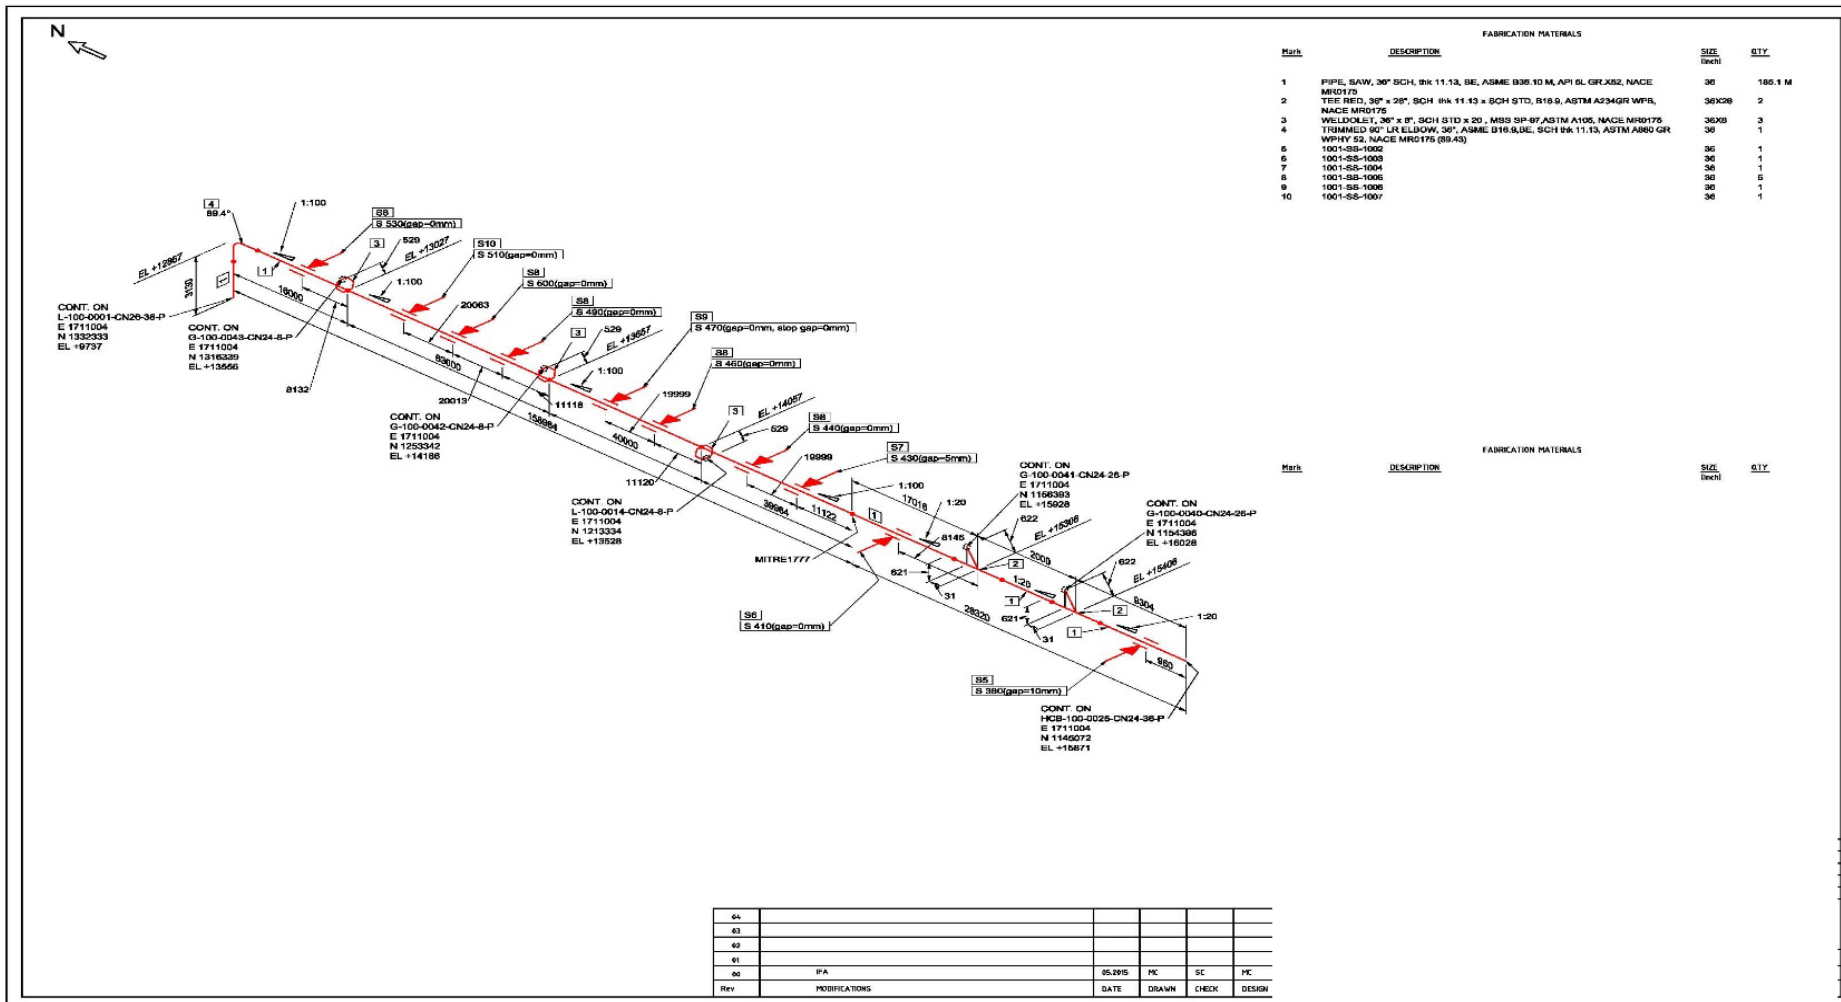 N
FABRICATION MATERIALS
Mark DESCRIPTION SIZE QTY
(inch)
1 PIPE, SAW, 36" SCH, thk 11.13, BE, ASME B36.10 M, API 5L GR.X52, NACE 36 185.1 M
MR0175
2 TEE RED, 36" x 26", SCH thk 11.13 x SCH STD, B16.9, ASTM A234GR WPB, 36X26 2
NACE MR0175
3 WELDOLET, 36" x 8", SCH STD x 20 , MSS SP-97,ASTM A105, NACE MR0175 36X8 3
4 TRIMMED 90° LR ELBOW, 36", ASME B16.9,BE, SCH thk 11.13, ASTM A860 GR 36 1
WPHY 52, NACE MR0175 (89.43)
5 1001-SS-1002 36 1
6 1001-SS-1003 36 1
7 1001-SS-1004 36 1
8 1001-SS-1005 36 5
9 1001-SS-1006 36 1
10 1001-SS-1007 36 1
4
89.4°
1:100
S8
S 530(gap=0mm)
3
529
EL +13027
S10
S 510(gap=0mm)
EL +12867
1
1
3130
16000
1:100
S8
S 500(gap=0mm)
CONT. ON
L-100-0001-CN26-36-P
E 1711004
N 1332333
EL +9737
CONT. ON
G-100-0043-CN24-8-P
E 1711004
N 1316339
EL +13556
8132
20063
S8
S 490(gap=0mm)
3
529
EL +13657
S9
S 470(gap=0mm, stop gap=0mm)
63000
20013
158984
11118
1:100
S8
S 460(gap=0mm)
CONT. ON
G-100-0042-CN24-8-P
E 1711004
N 1253342
EL +14186
19999
40000
11120
3
EL +14057
529
S8
S 440(gap=0mm)
S7
S 430(gap=5mm)
FABRICATION MATERIALS
Mark DESCRIPTION SIZE QTY
(inch)
19999
1:100
39984
11122
CONT. ON
L-100-0014-CN24-8-P
E 1711004
N 1213334
EL +13528
MITRE1777
1
17016
1:20
CONT. ON
G-100-0041-CN24-26-P
E 1711004
N 1156393
EL +15928
622
EL +15306
CONT. ON
G-100-0040-CN24-26-P
E 1711004
N 1154396
EL +16028
8145
2
2000
622
EL +15406
621
31
1:20
1
28320
9304
2
1:20
621
31
1
960
S6
S 410(gap=0mm)
S5
S 380(gap=10mm)
CONT. ON
HCB-100-0025-CN24-36-P
E 1711004
EL +15871
04
03
02
01
00 IFA 05.2015 MC SC MC
Rev MODIFICATIONS DATE DRAWN CHECK DESIGN